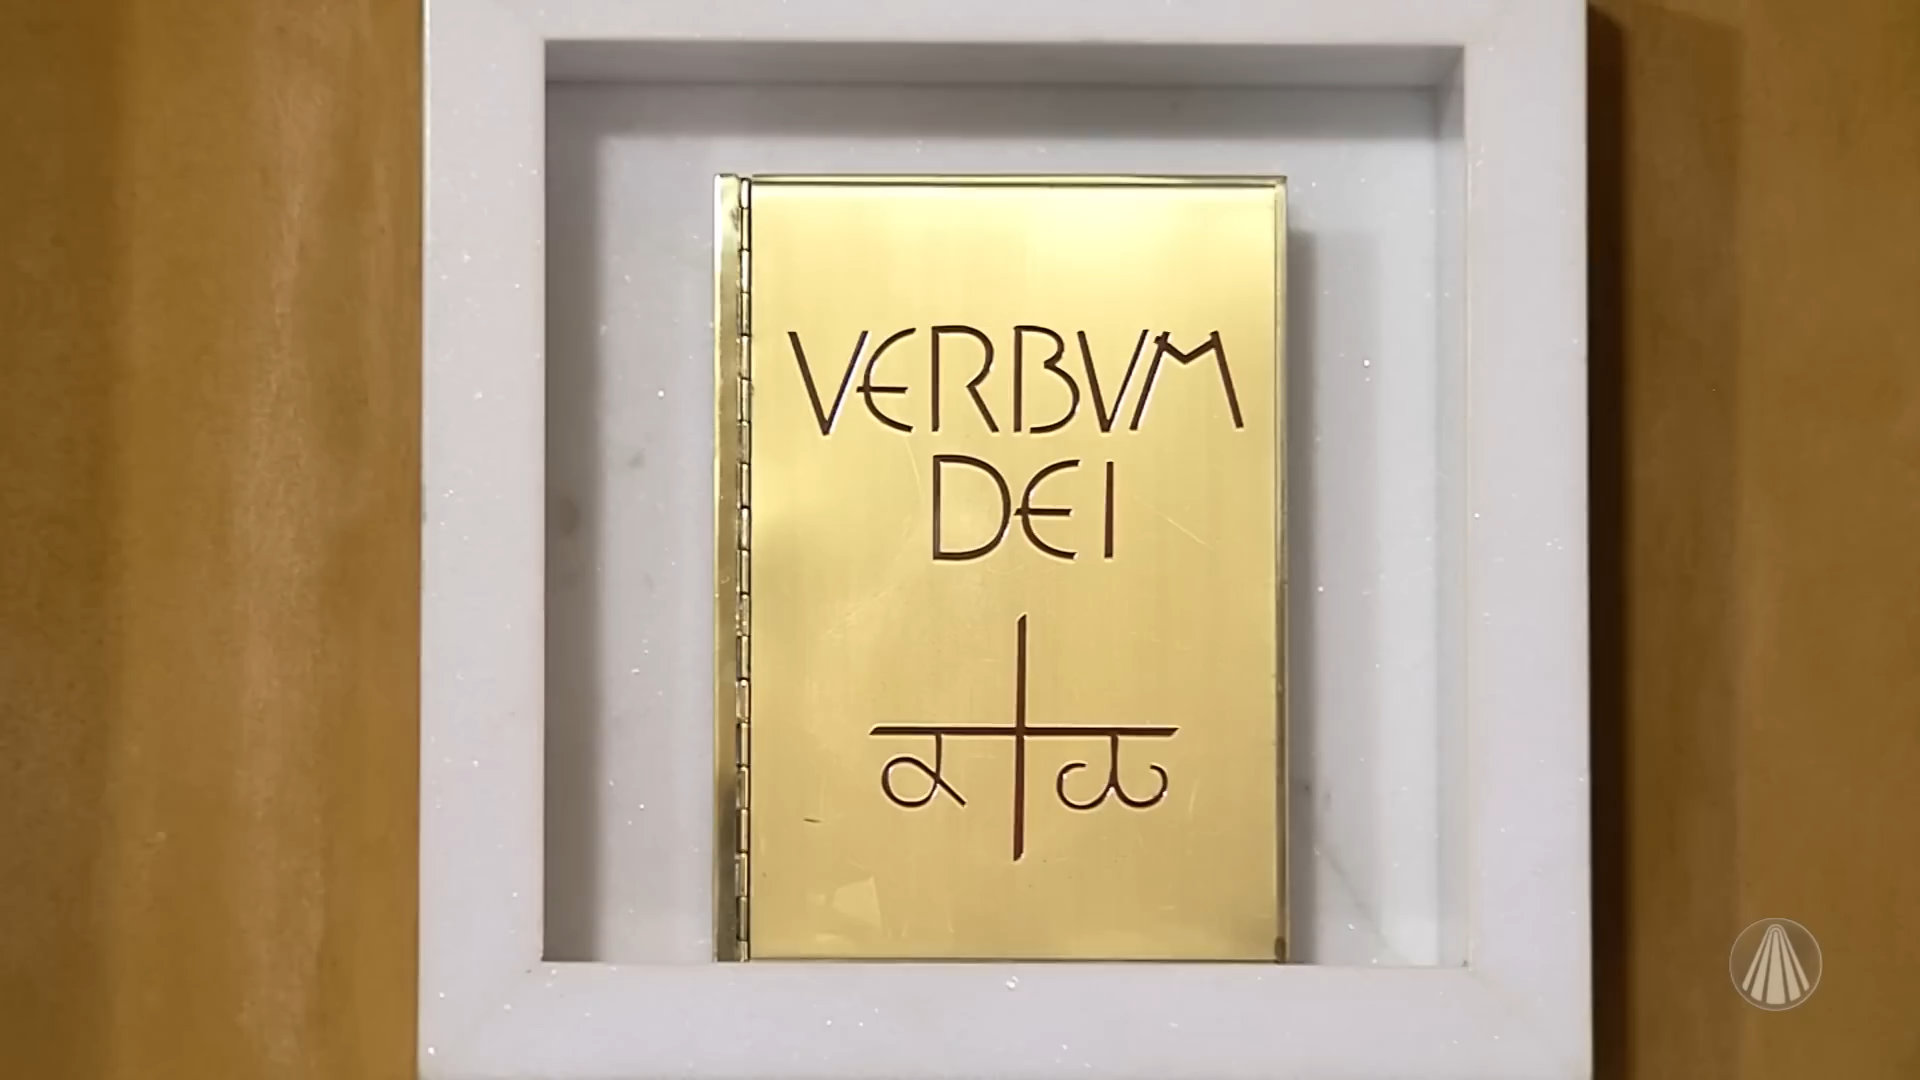 VERBVM
DEI
α ω